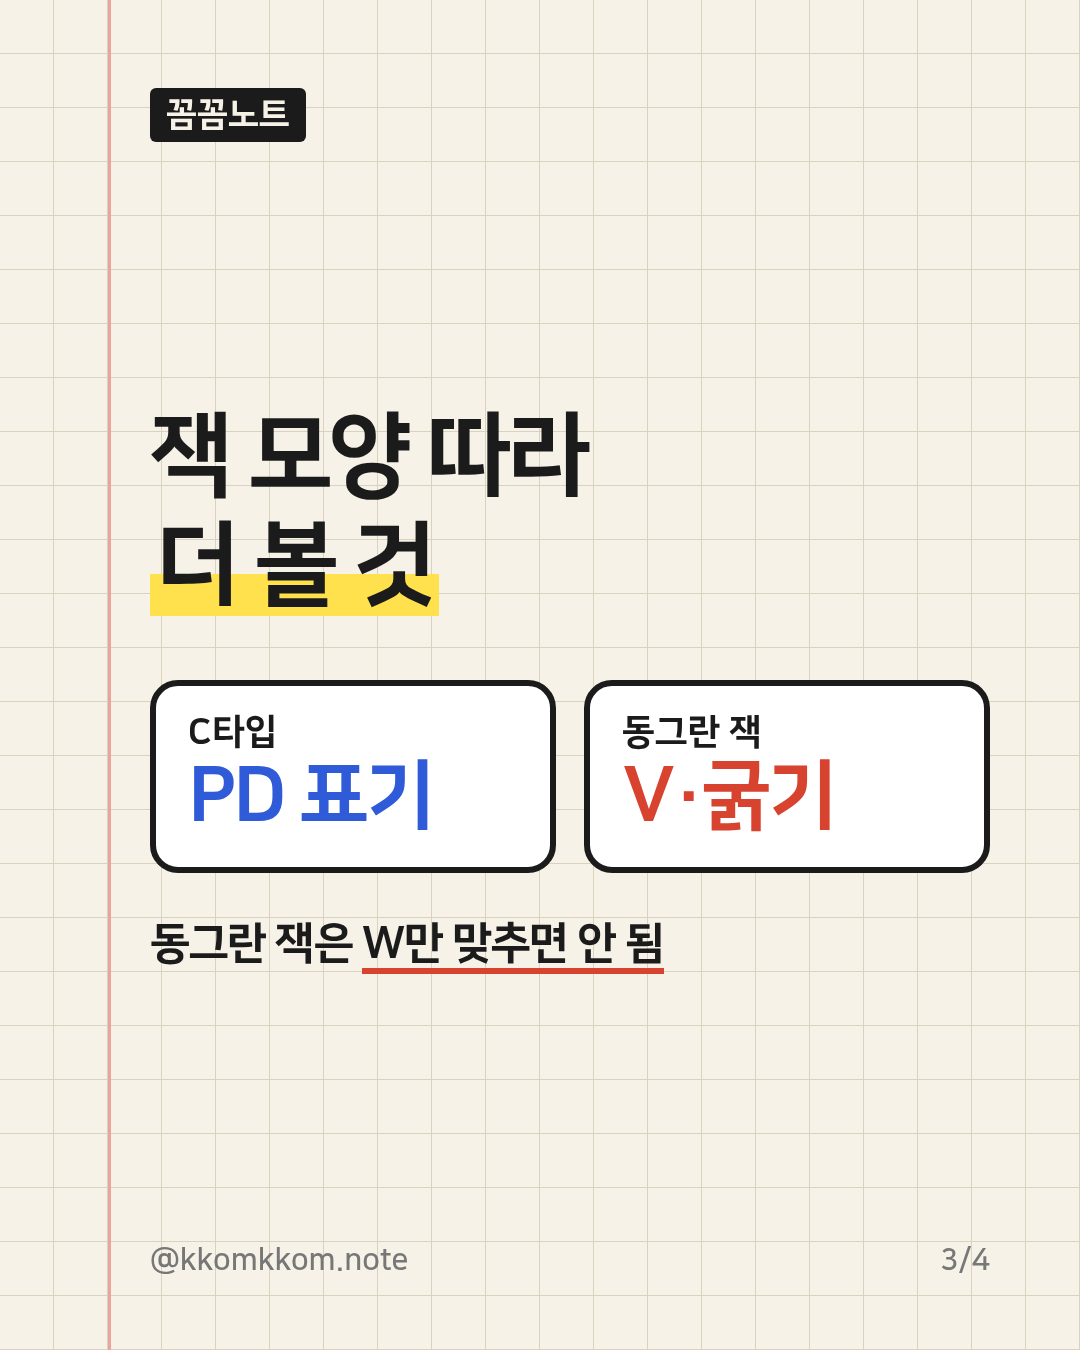 꼼꼼노트
잭 모양 따라
더 볼 것
C타입
PD 표기
동그란 잭
V·굵기
동그란 잭은 W만 맞추면 안 됨
@kkomkkom.note
3/4